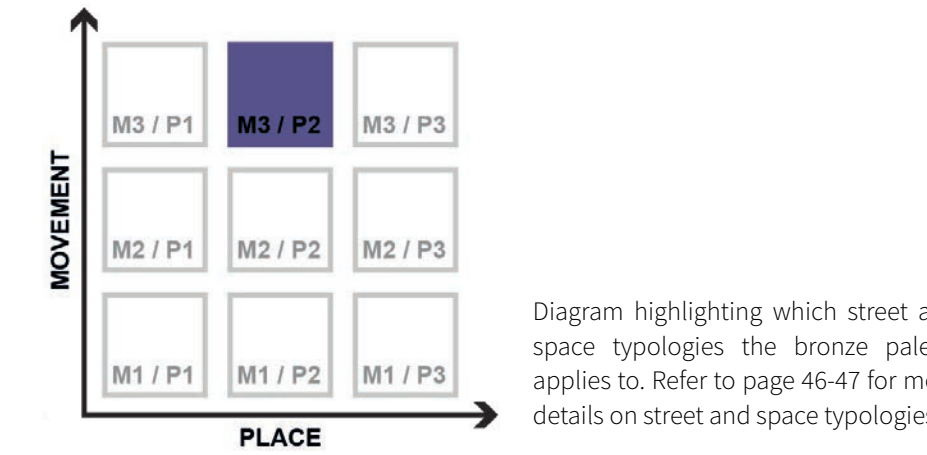 M3 / P1
M3 / P2
M3 / P3
MOVEMENT
M2 / P1
M2 / P2
M2 / P3
M1 / P1
M1 / P2
M1 / P3
PLACE
Diagram highlighting which street
space typologies the bronze
applies to. Refer to page 46-47 for
details on street and space typologies